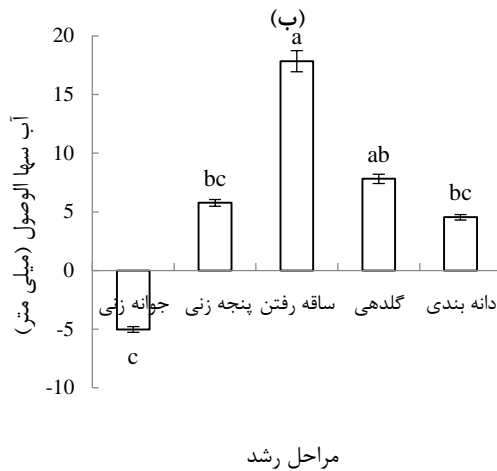 (ب)
20
15
10
5
0
-5
-10
آب سها الوصول (میلی متر)
a
bc
ab
bc
c
جوانه زنی پنجه زنی ساقه رفتن گلدهی دانه بندی
مراحل رشد